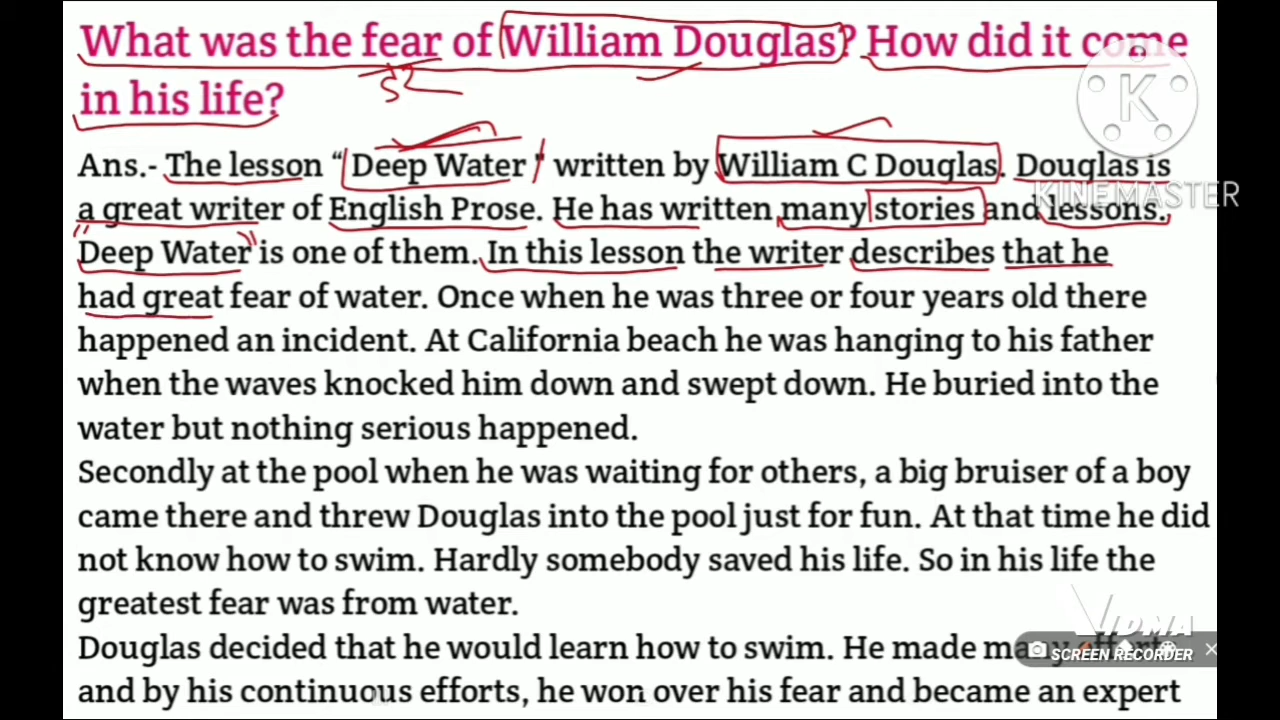 What was the fear of William Douglas? How did it come
in his life?
Ans.- The lesson “ Deep Water " written by William C Douglas. Douglas is
a great writer of English Prose. He has written many stories and lessons.
Deep Water is one of them. In this lesson the writer describes that he
had great fear of water. Once when he was three or four years old there
happened an incident. At California beach he was hanging to his father
when the waves knocked him down and swept down. He buried into the
water but nothing serious happened.
Secondly at the pool when he was waiting for others, a big bruiser of a boy
came there and threw Douglas into the pool just for fun. At that time he did
not know how to swim. Hardly somebody saved his life. So in his life the
greatest fear was from water.
Douglas decided that he would learn how to swim. He made many efforts
and by his continuous efforts, he won over his fear and became an expert
K
KINEMASTER
VIDMA
SCREEN RECORDER